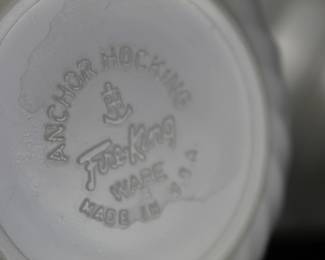 ANCHOR HOCKING
Fire-King
WARE
MADE IN U.S.A